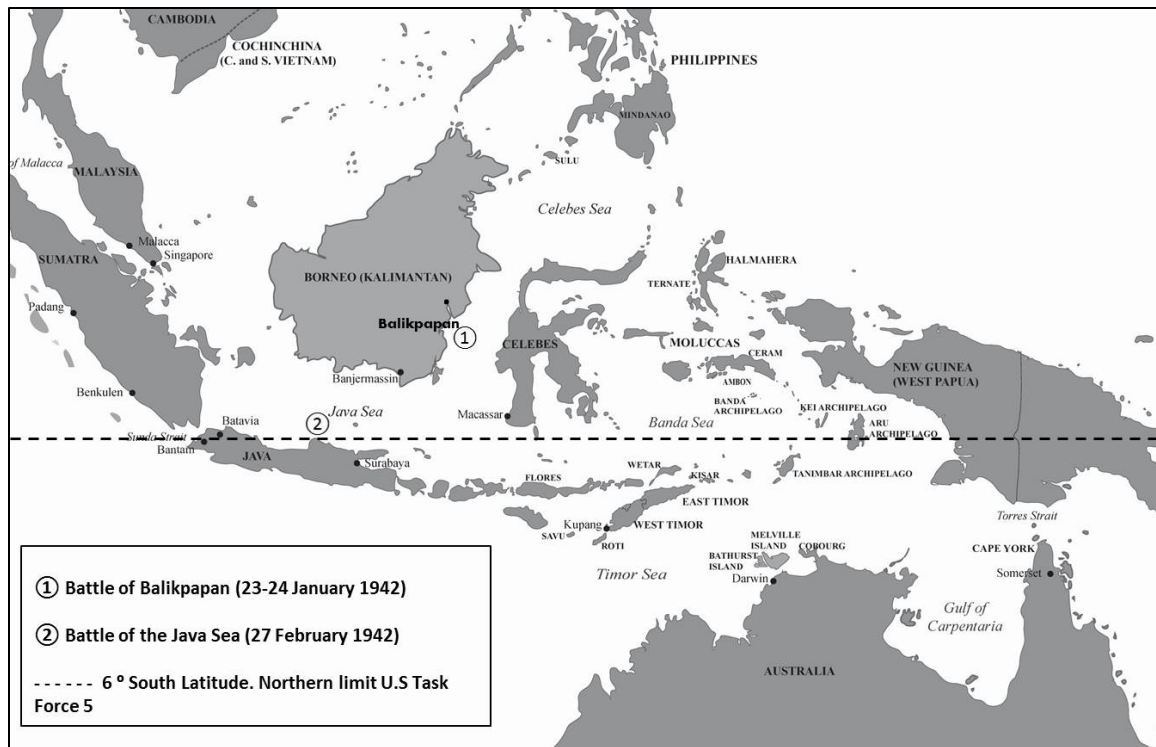 CAMBODIA
COCHINCHINA
(C. and S. VIETNAM)
PHILIPPINES
MINDANAO
of Malacca
MALAYSIA
SULU
Celebes Sea
Malacca
Singapore
SUMATRA
HALMAHERA
BORNEO (KALIMANTAN)
TERNATE
Padang
Balikpapan
①
CELEBES
MOLUCCAS
CERAM
NEW GUINEA
(WEST PAPUA)
Banjermassin
AMBON
Benkulen
BANDA
ARCHIPELAGO
KEI ARCHIPELAGO
Java Sea
Macassar
Banda Sea
ARU
ARCHIPELAGO
②
Batavia
Sunda Strait
Bantam
JAVA
Surabaya
WETAR
KISAR
TANIMBAR ARCHIPELAGO
FLORES
EAST TIMOR
Kupang
WEST TIMOR
Torres Strait
SAVU
ROTI
MELVILLE
ISLAND
COBOURG
CAPE YORK
BATHURST
ISLAND
Timor Sea
Darwin
Somerset
Gulf of
Carpentaria
AUSTRALIA
① Battle of Balikpapan (23-24 January 1942)
② Battle of the Java Sea (27 February 1942)
- - - - - - 6 º South Latitude. Northern limit U.S Task
Force 5